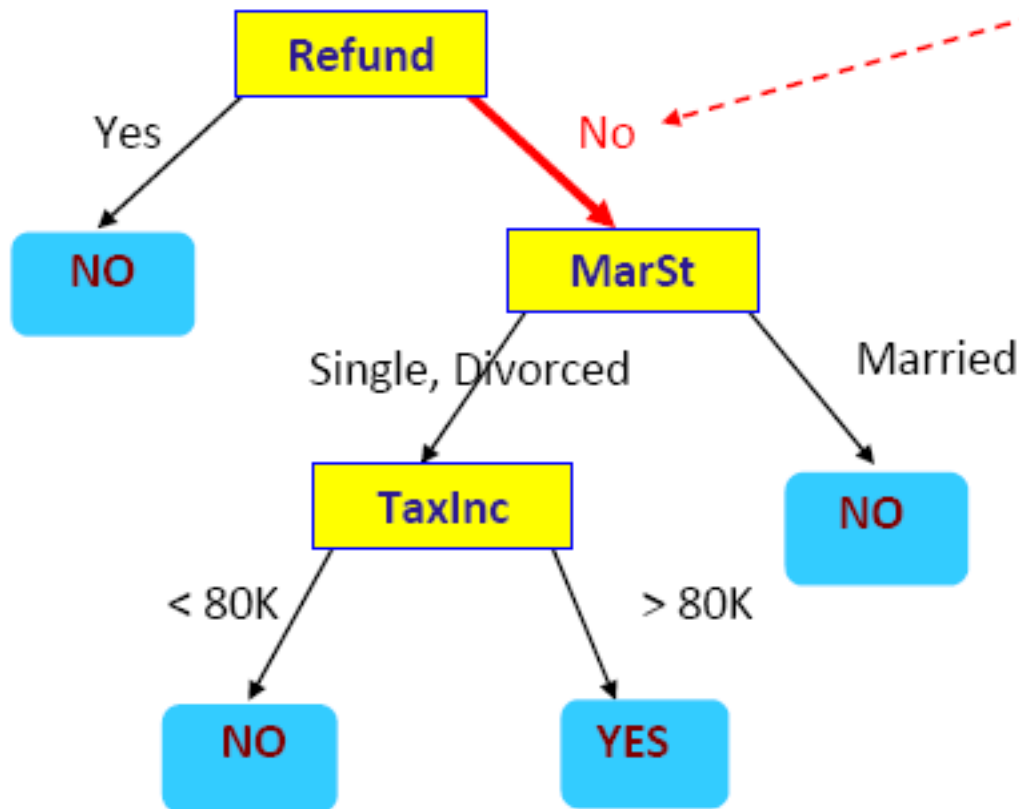 Refund
Yes
No
NO
MarSt
Single, Divorced
Married
TaxInc
NO
< 80K
> 80K
NO
YES